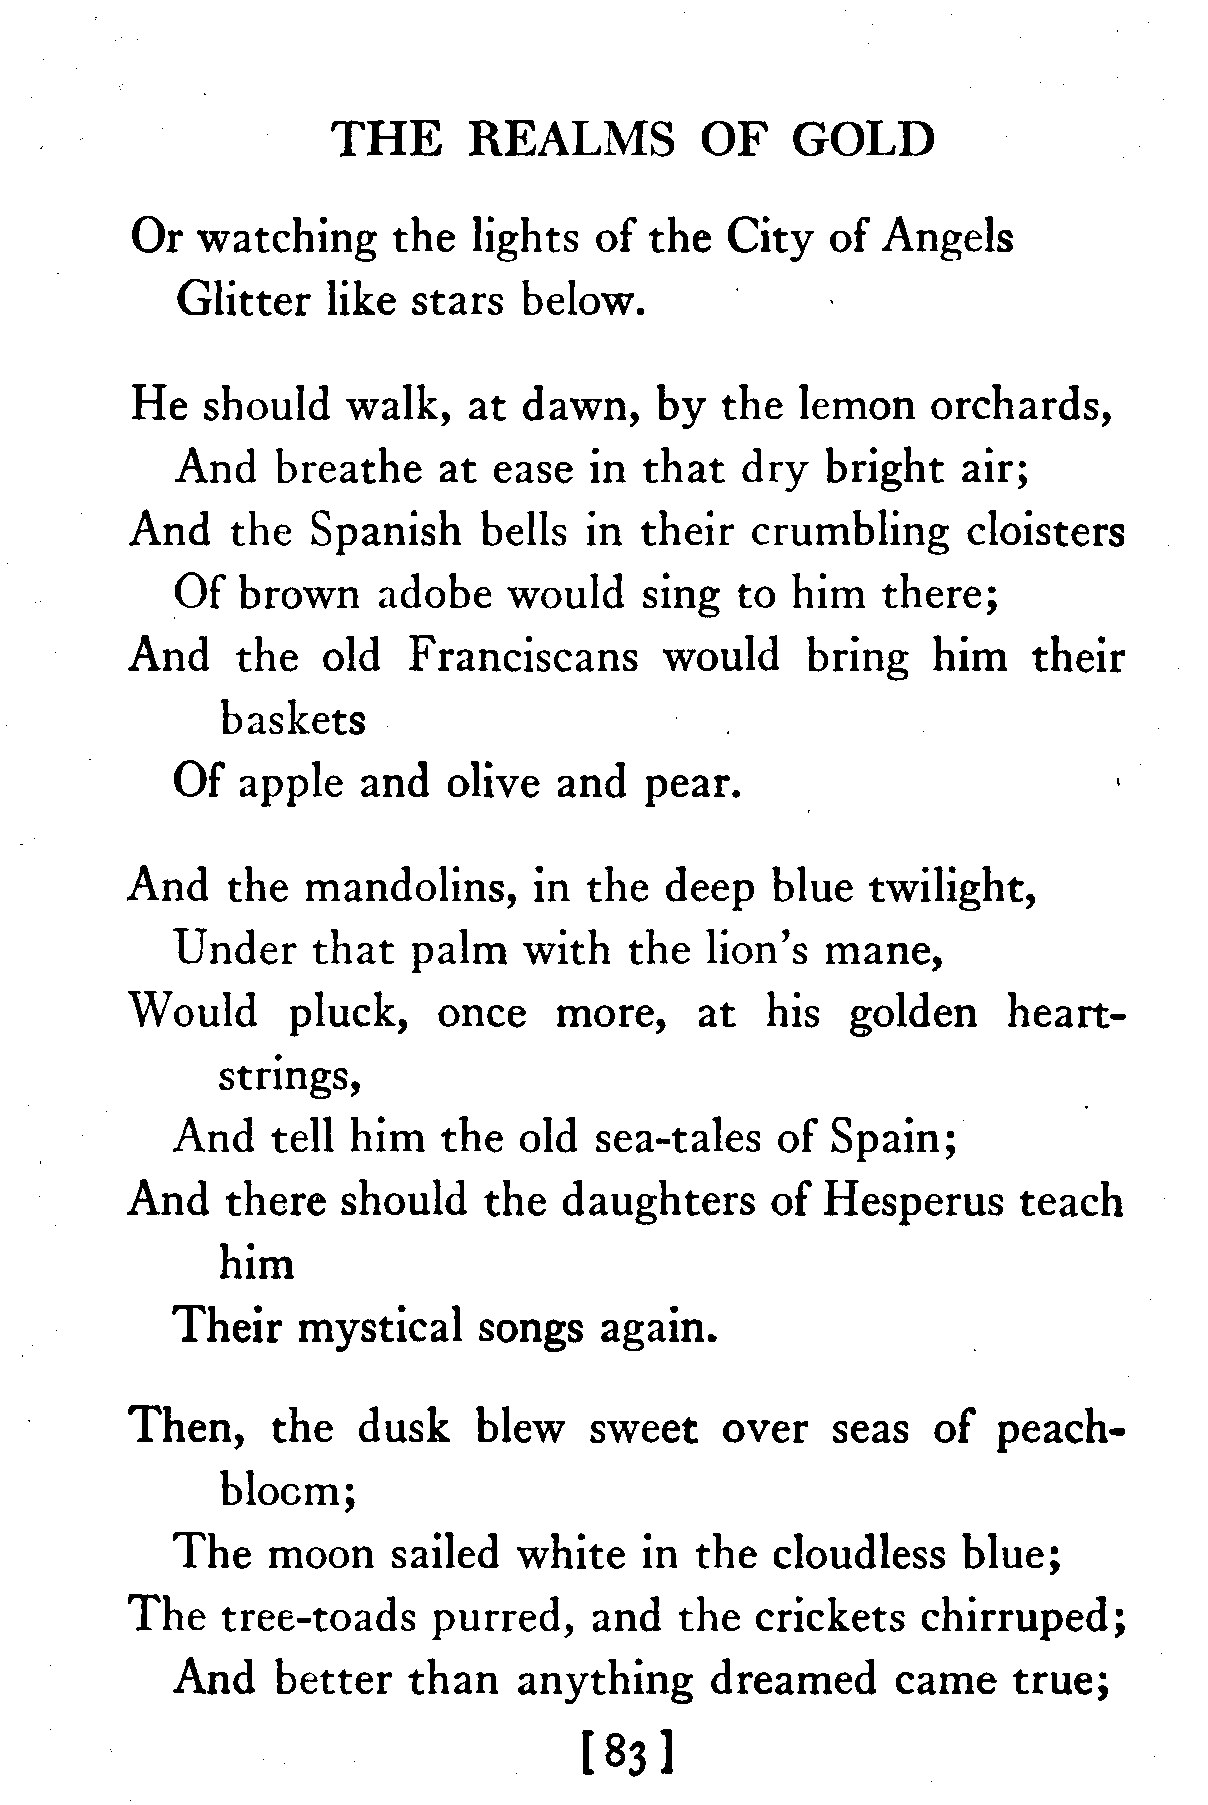 THE REALMS OF GOLD
Or watching the lights of the City of Angels
Glitter like stars below.
He should walk, at dawn, by the lemon orchards,
And breathe at ease in that dry bright air;
And the Spanish bells in their crumbling cloisters
Of brown adobe would sing to him there;
And the old Franciscans would bring him their
baskets
Of apple and olive and pear.
And the mandolins, in the deep blue twilight,
Under that palm with the lion's mane,
Would pluck, once more, at his golden heart-
strings,
And tell him the old sea-tales of Spain;
And there should the daughters of Hesperus teach
him
Their mystical songs again.
Then, the dusk blew sweet over seas of peach-
bloom;
The moon sailed white in the cloudless blue;
The tree-toads purred, and the crickets chirruped;
And better than anything dreamed came true;
[83]